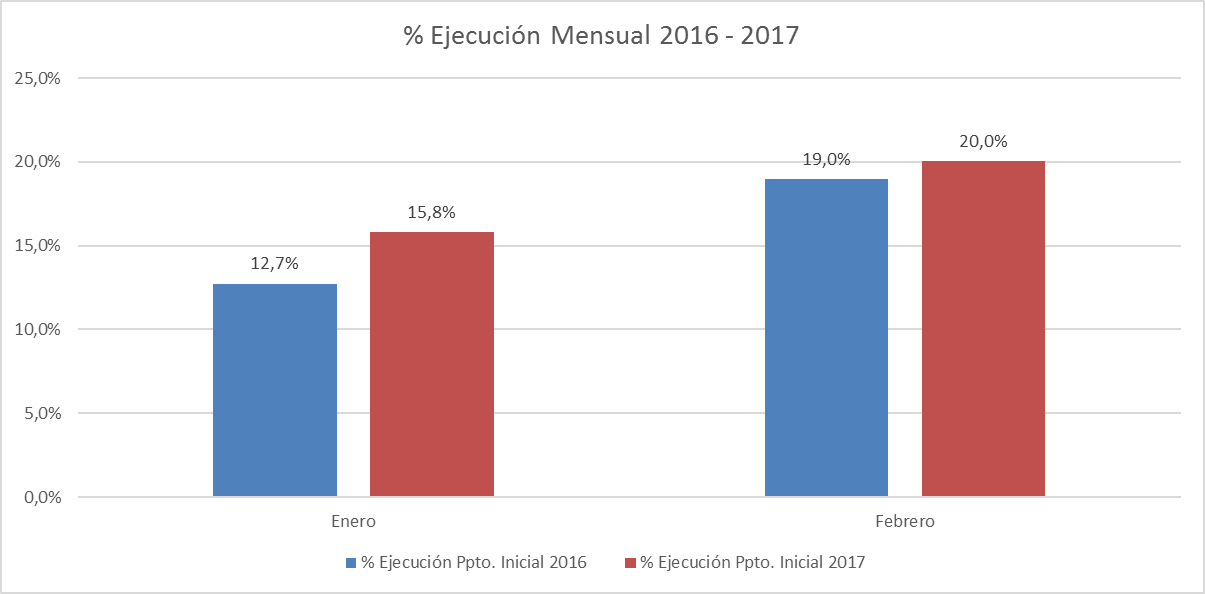 % Ejecución Mensual 2016 - 2017
25,0%
20,0%
15,0%
10,0%
5,0%
0,0%
12,7%
15,8%
19,0%
20,0%
Enero
Febrero
% Ejecución Ppto. Inicial 2016
% Ejecución Ppto. Inicial 2017